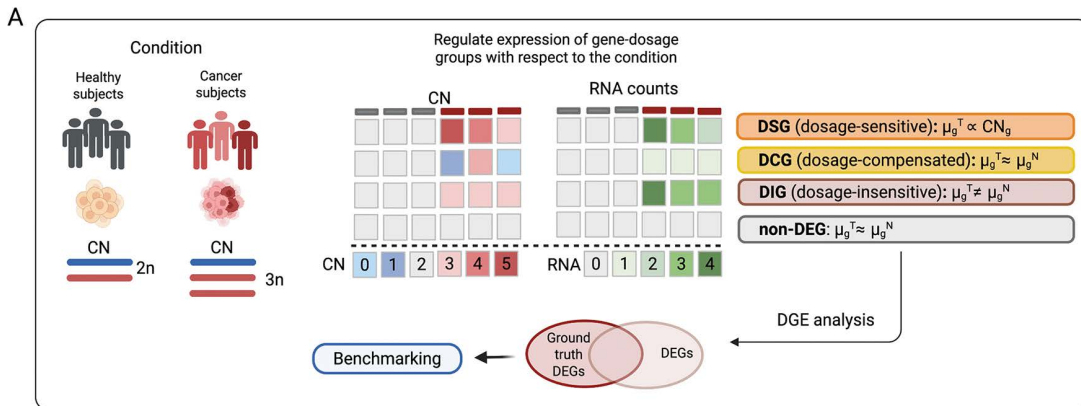 A
Condition
Healthy
subjects
Cancer
subjects
CN
2n
CN
3n
Regulate expression of gene-dosage
groups with respect to the condition
CN
RNA counts
DSG (dosage-sensitive): μgᵀ ∝ CNg
DCG (dosage-compensated): μgᵀ ≈ μgᴺ
DIG (dosage-insensitive): μgᵀ ≠ μgᴺ
non-DEG: μgᵀ ≈ μgᴺ
CN 0 1 2 3 4 5
RNA 0 1 2 3 4
DGE analysis
Ground
truth
DEGs
DEGs
Benchmarking